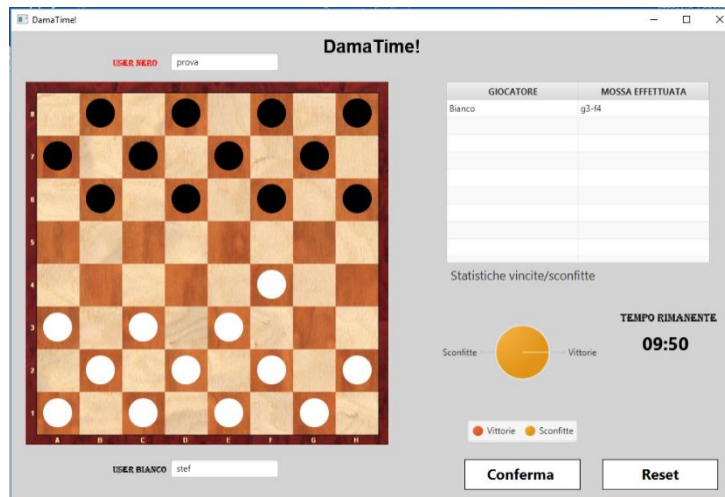 DamaTime!
DamaTime!
USER NERO prova
GIOCATORE MOSSA EFFETTUATA
Bianco g3-f4
8
7
6
5
4
3
2
1
A B C D E F G H
Statistiche vincite/sconfitte
TEMPO RIMANENTE
09:50
Sconfitte Vittorie
Vittorie Sconfitte
USER BIANCO stef
Conferma Reset